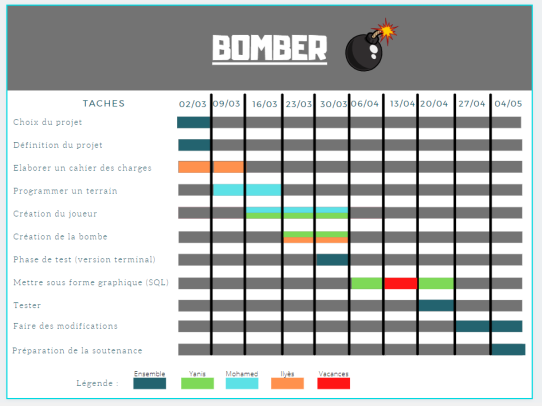 BOMBER
TACHES 02/03 09/03 16/03 23/03 30/03 06/04 13/04 20/04 27/04 04/05
Choix du projet
Définition du projet
Elaborer un cahier des charges
Programmer un terrain
Création du joueur
Création de la bombe
Phase de test (version terminal)
Mettre sous forme graphique (SQL)
Tester
Faire des modifications
Préparation de la soutenance
Légende : Ensemble Yanis Mohamed Ilyès Vacances